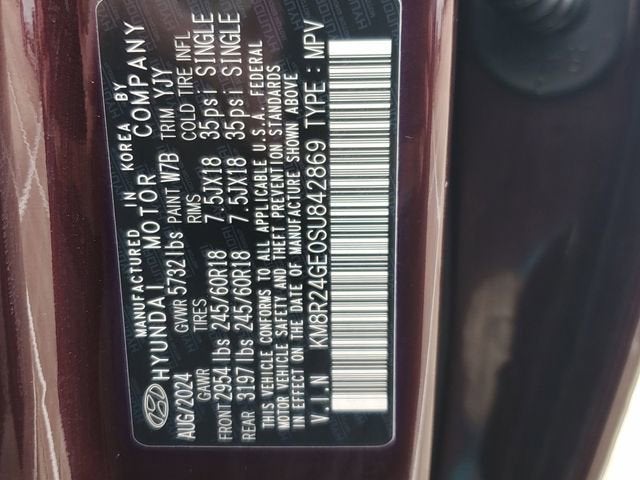 MANUFACTURED IN KOREA BY
HYUNDAI MOTOR COMPANY
AUG/2024 GVWR 5732 lbs PAINT W7B TRIM YJY
GAWR TIRES RIMS COLD TIRE INFL
FRONT 2954 lbs 245/60R18 7.5JX18 35psi SINGLE
REAR 3197 lbs 245/60R18 7.5JX18 35psi SINGLE
THIS VEHICLE CONFORMS TO ALL APPLICABLE U.S.A. FEDERAL
MOTOR VEHICLE SAFETY AND THEFT PREVENTION STANDARDS
IN EFFECT ON THE DATE OF MANUFACTURE SHOWN ABOVE
V.I.N KM8R24GE0SU842869 TYPE : MPV